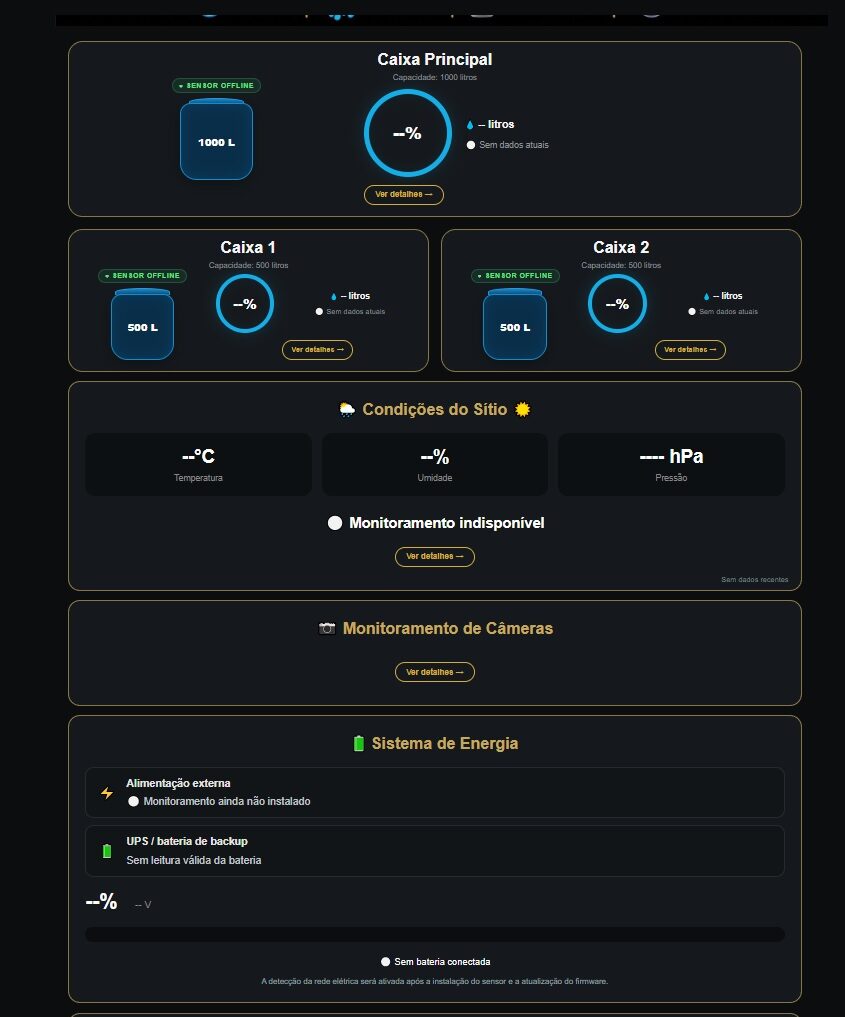 Caixa Principal
Capacidade: 1000 litros
SENSOR OFFLINE
1000 L
--%
-- litros
Sem dados atuais
Ver detalhes →
Caixa 1
Capacidade: 500 litros
SENSOR OFFLINE
500 L
--%
-- litros
Sem dados atuais
Ver detalhes →
Caixa 2
Capacidade: 500 litros
SENSOR OFFLINE
500 L
--%
-- litros
Sem dados atuais
Ver detalhes →
Condições do Sítio
--°C
Temperatura
--%
Umidade
---- hPa
Pressão
Monitoramento indisponível
Ver detalhes →
Sem dados recentes
Monitoramento de Câmeras
Ver detalhes →
Sistema de Energia
Alimentação externa
Monitoramento ainda não instalado
UPS / bateria de backup
Sem leitura válida da bateria
--% -- V
Sem bateria conectada
A detecção da rede elétrica será ativada após a instalação do sensor e a atualização do firmware.